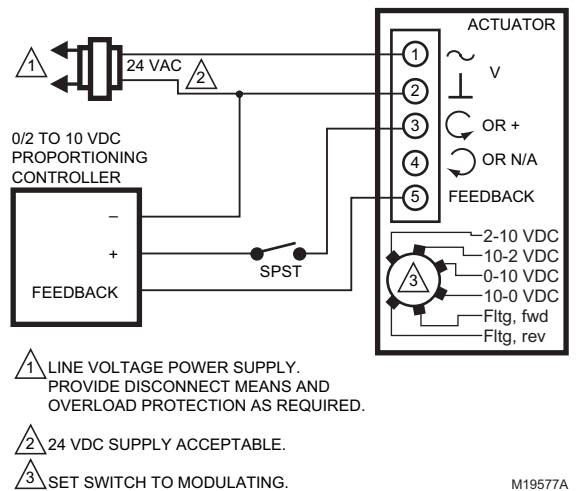 ACTUATOR
1
24 VAC
2
1
V
2
3
OR +
4
OR N/A
5
FEEDBACK
0/2 TO 10 VDC
PROPORTIONING
CONTROLLER
–
+
SPST
FEEDBACK
2-10 VDC
10-2 VDC
0-10 VDC
10-0 VDC
Fltg, fwd
Fltg, rev
3
1 LINE VOLTAGE POWER SUPPLY.
PROVIDE DISCONNECT MEANS AND
OVERLOAD PROTECTION AS REQUIRED.
2 24 VDC SUPPLY ACCEPTABLE.
3 SET SWITCH TO MODULATING.
M19577A